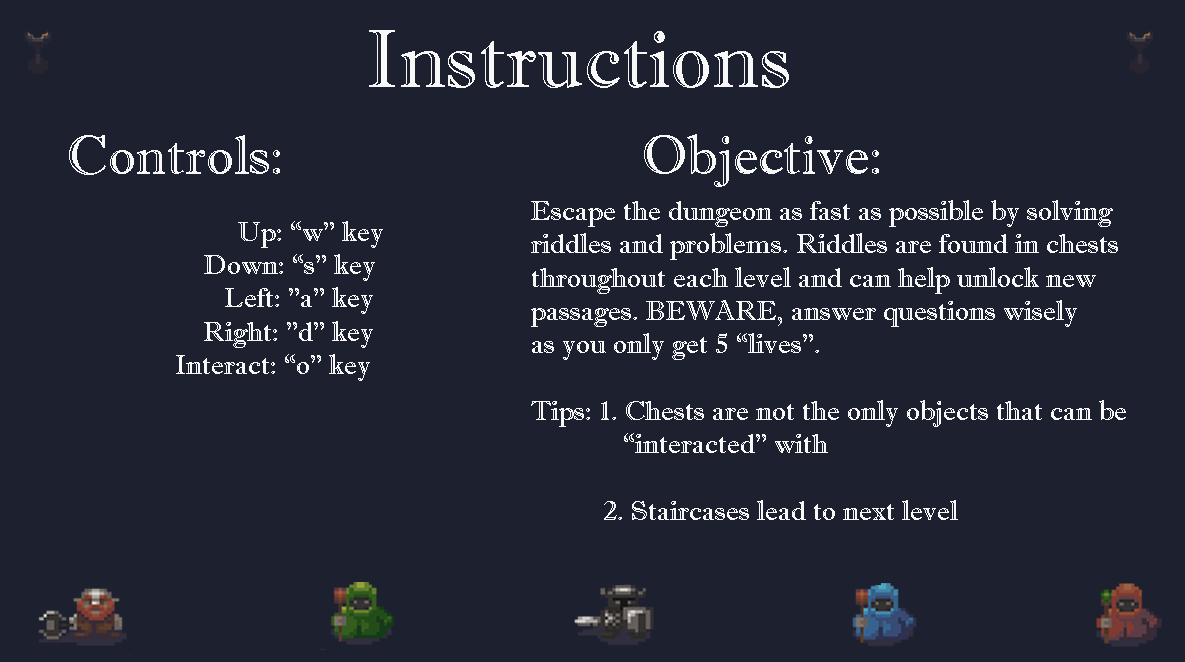 Instructions
Controls:
Up: “w” key
Down: “s” key
Left: ”a” key
Right: ”d” key
Interact: “o” key
Objective:
Escape the dungeon as fast as possible by solving
riddles and problems. Riddles are found in chests
throughout each level and can help unlock new
passages. BEWARE, answer questions wisely
as you only get 5 “lives”.
Tips: 1. Chests are not the only objects that can be
“interacted” with
2. Staircases lead to next level